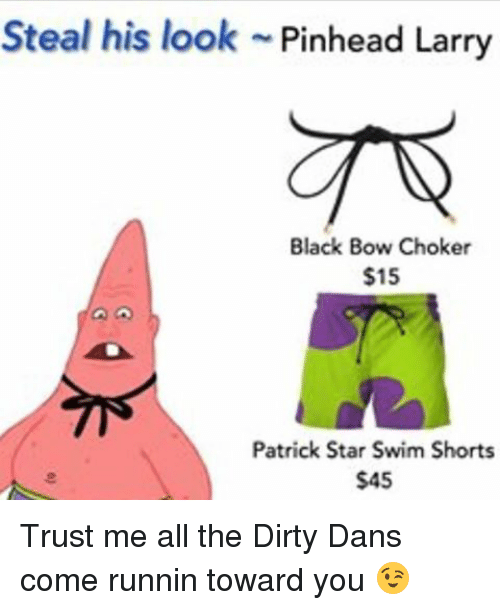 Steal his look ~ Pinhead Larry
Black Bow Choker
$15
Patrick Star Swim Shorts
$45
Trust me all the Dirty Dans
come runnin toward you 😉